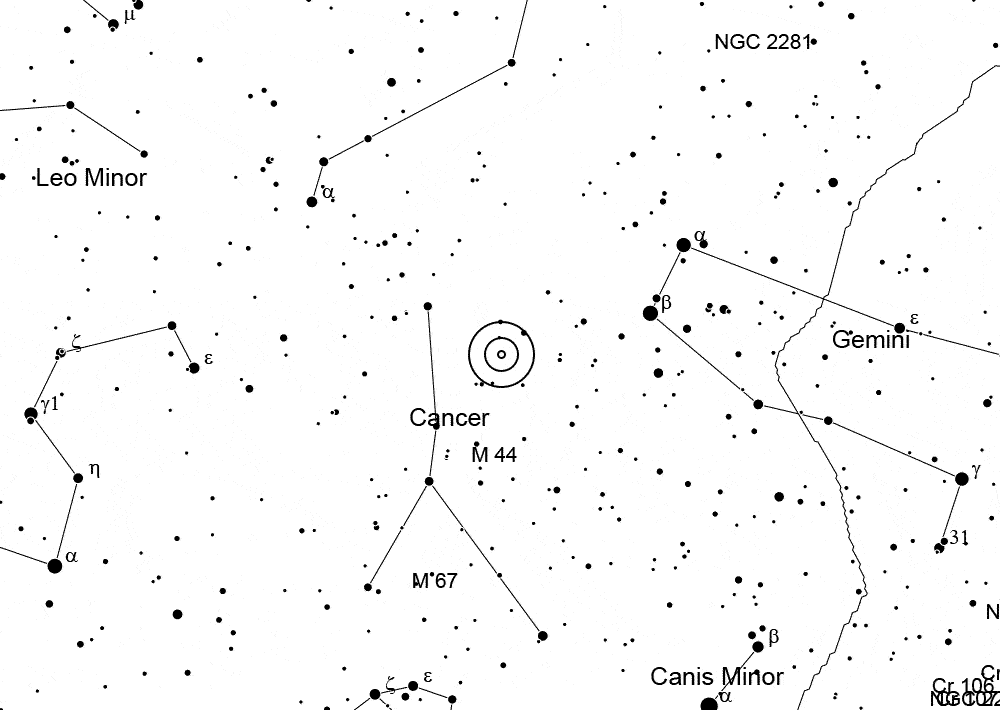 μ
NGC 2281
Leo Minor
α
α
β
ζ
ε
ε
Gemini
γ1
Cancer
M 44
η
γ
α
31
M 67
β
ζ
ε
Canis Minor
α
Cr 106